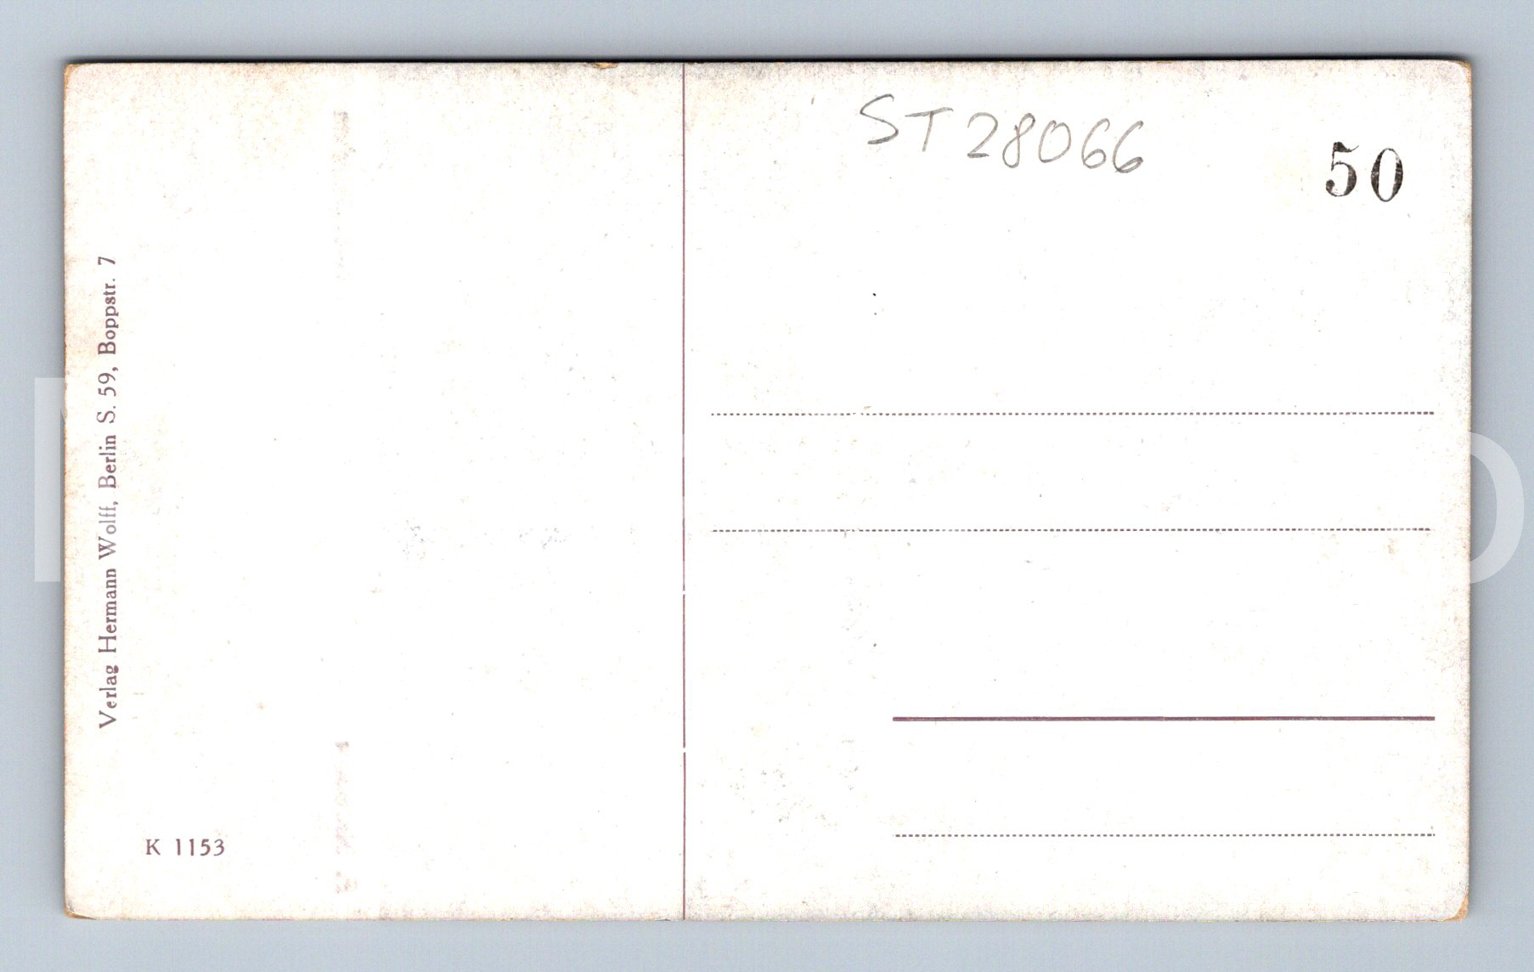 ST28066
50
Verlag Hermann Wolff, Berlin S. 59, Boppstr. 7
K 1153